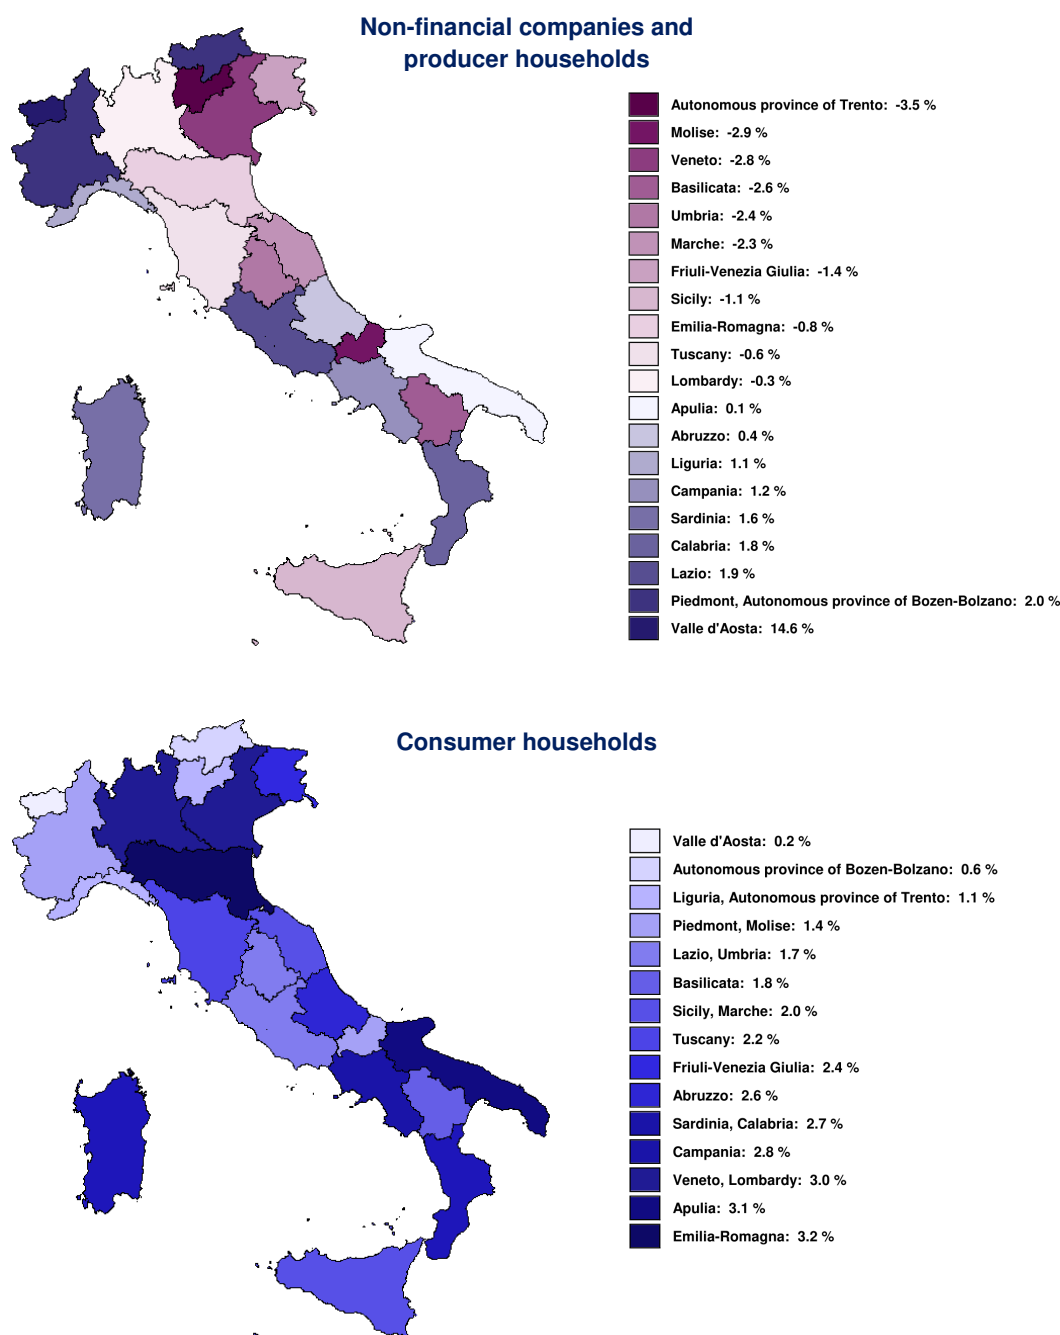 Non-financial companies and
producer households
Autonomous province of Trento: -3.5 %
Molise: -2.9 %
Veneto: -2.8 %
Basilicata: -2.6 %
Umbria: -2.4 %
Marche: -2.3 %
Friuli-Venezia Giulia: -1.4 %
Sicily: -1.1 %
Emilia-Romagna: -0.8 %
Tuscany: -0.6 %
Lombardy: -0.3 %
Apulia: 0.1 %
Abruzzo: 0.4 %
Liguria: 1.1 %
Campania: 1.2 %
Sardinia: 1.6 %
Calabria: 1.8 %
Lazio: 1.9 %
Piedmont, Autonomous province of Bozen-Bolzano: 2.0 %
Valle d'Aosta: 14.6 %
Consumer households
Valle d'Aosta: 0.2 %
Autonomous province of Bozen-Bolzano: 0.6 %
Liguria, Autonomous province of Trento: 1.1 %
Piedmont, Molise: 1.4 %
Lazio, Umbria: 1.7 %
Basilicata: 1.8 %
Sicily, Marche: 2.0 %
Tuscany: 2.2 %
Friuli-Venezia Giulia: 2.4 %
Abruzzo: 2.6 %
Sardinia, Calabria: 2.7 %
Campania: 2.8 %
Veneto, Lombardy: 3.0 %
Apulia: 3.1 %
Emilia-Romagna: 3.2 %